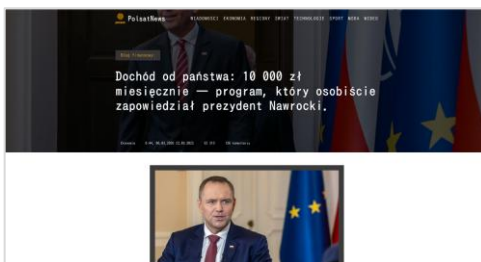 PolsatNews WIADOMOŚCI EKONOMIA REGIONY ŚWIAT TECHNOLOGIE SPORT MOŻA WIDEO
Dochód od państwa: 10 000 zł
miesięcznie — program, który osobiście
zapowiedział prezydent Nawrocki.